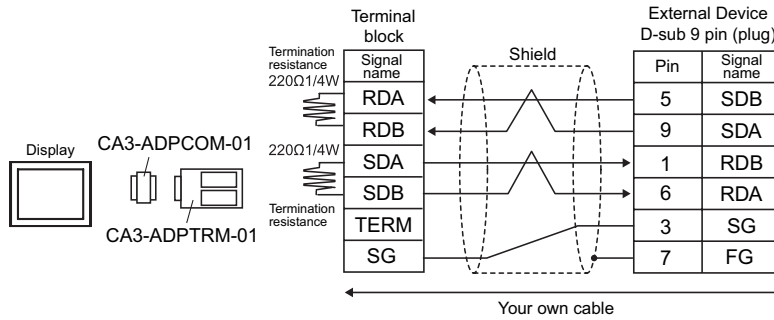 Terminal
block
External Device
D-sub 9 pin (plug)
Termination
resistance
220Ω1/4W
Signal
name
Shield
Pin
Signal
name
RDA
5
SDB
RDB
9
SDA
Display
CA3-ADPCOM-01
220Ω1/4W
SDA
1
RDB
SDB
6
RDA
Termination
resistance
TERM
3
SG
CA3-ADPTRM-01
SG
7
FG
Your own cable